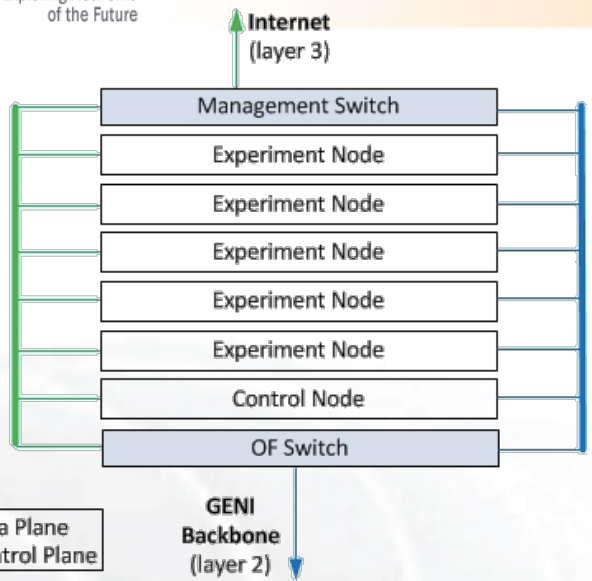 of the Future
Internet
(layer 3)
Management Switch
Experiment Node
Experiment Node
Experiment Node
Experiment Node
Experiment Node
Control Node
OF Switch
GENI
Backbone
(layer 2)
Plane
Plane